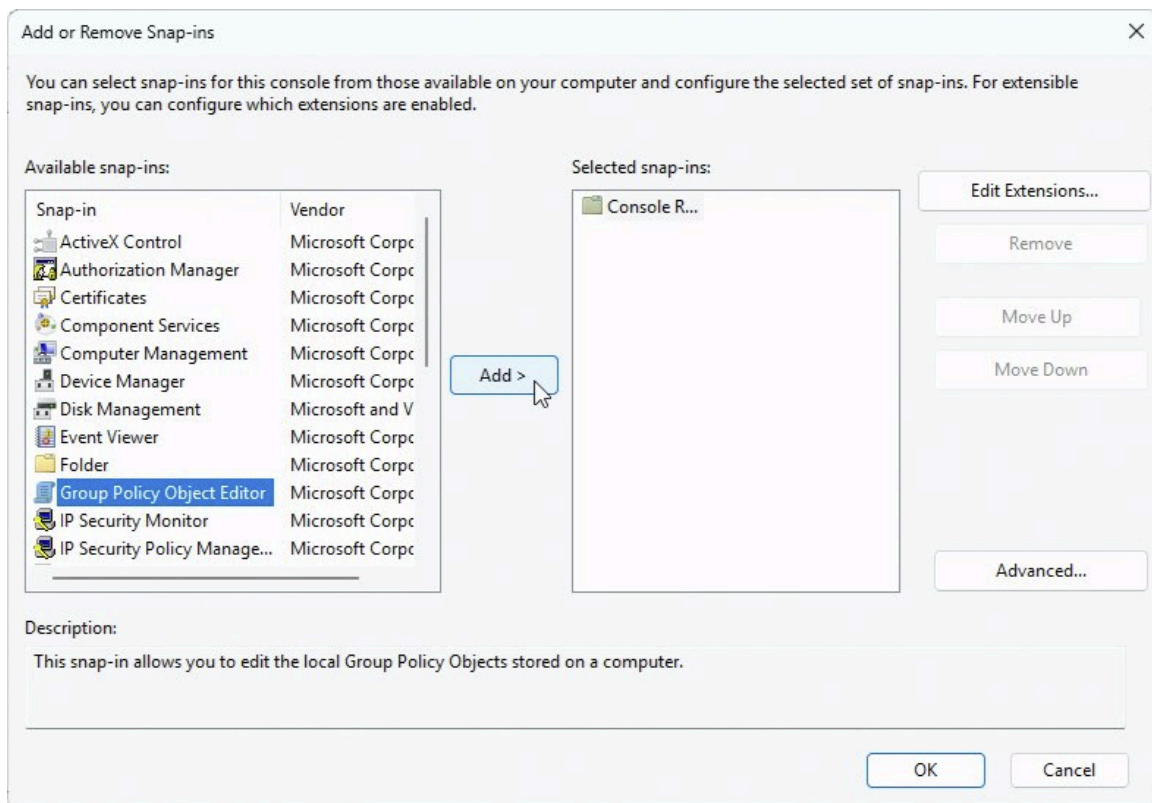 Add or Remove Snap-ins
You can select snap-ins for this console from those available on your computer and configure the selected set of snap-ins. For extensible
snap-ins, you can configure which extensions are enabled.
Available snap-ins:
Snap-in Vendor
ActiveX Control Microsoft Corpc
Authorization Manager Microsoft Corpc
Certificates Microsoft Corpc
Component Services Microsoft Corpc
Computer Management Microsoft Corpc
Device Manager Microsoft Corpc
Disk Management Microsoft and V
Event Viewer Microsoft Corpc
Folder Microsoft Corpc
Group Policy Object Editor Microsoft Corpc
IP Security Monitor Microsoft Corpc
IP Security Policy Manage... Microsoft Corpc
Add >
Selected snap-ins:
Console R...
Edit Extensions...
Remove
Move Up
Move Down
Advanced...
Description:
This snap-in allows you to edit the local Group Policy Objects stored on a computer.
OK Cancel